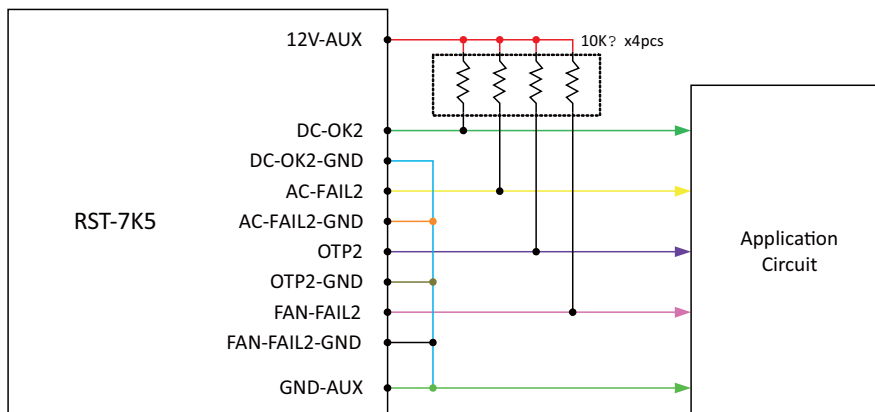 12V-AUX
10K? x4pcs
DC-OK2
DC-OK2-GND
AC-FAIL2
RST-7K5
AC-FAIL2-GND
OTP2
Application
Circuit
OTP2-GND
FAN-FAIL2
FAN-FAIL2-GND
GND-AUX